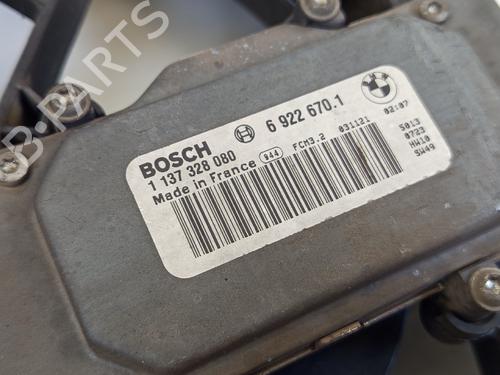 B-PARTS
BOSCH 6 922 670.1
1 137 328 080 944 FCM3.2 031121 02:07
Made in France
5013
0723
HW10
SW49